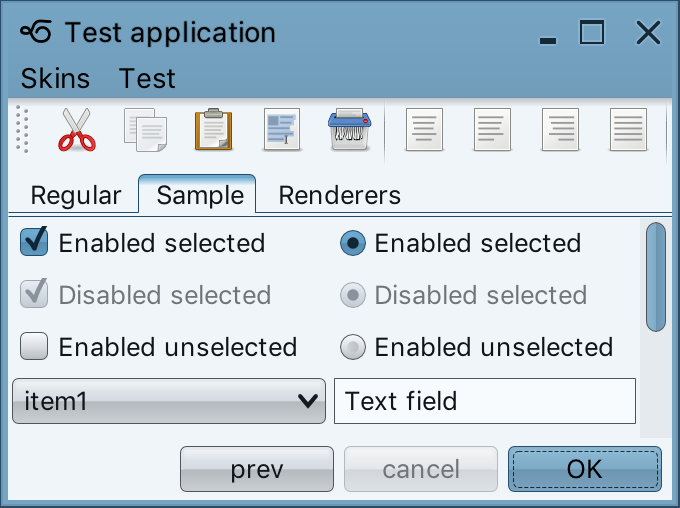 Test application
Skins Test
Regular Sample Renderers
Enabled selected Enabled selected
Disabled selected Disabled selected
Enabled unselected Enabled unselected
item1 Text field
prev cancel OK